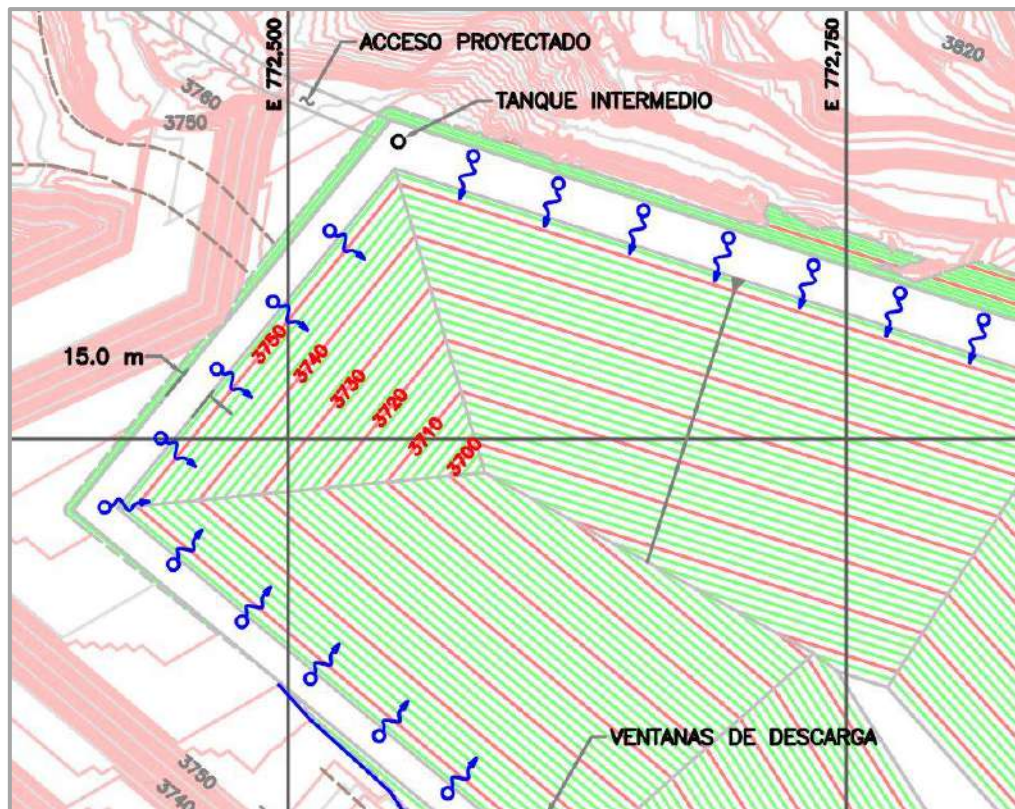 E 772,500
ACCESO PROYECTADO
E 772,750
3820
3760
3750
TANQUE INTERMEDIO
15.0 m
3750
3740
3730
3720
3710
3700
VENTANAS DE DESCARGA
3750
3740